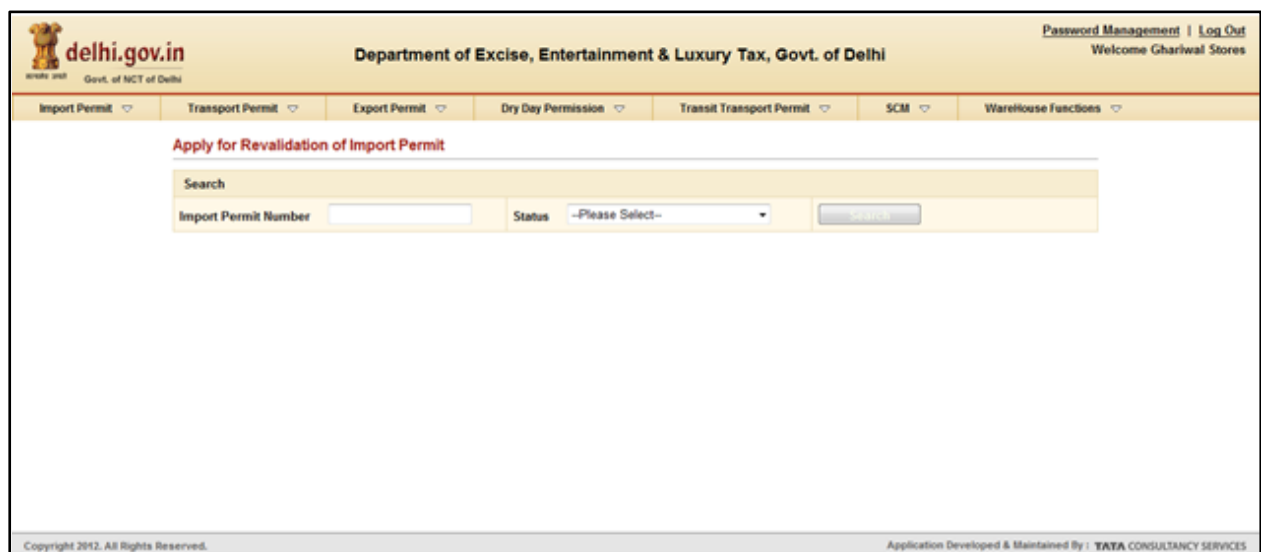 Password Management | Log Out
delhi.gov.in
Department of Excise, Entertainment & Luxury Tax, Govt. of Delhi
Welcome Ghariwal Stores
Govt. of NCT of Delhi
Import Permit Transport Permit Export Permit Dry Day Permission Transit Transport Permit SCM WareHouse Functions
Apply for Revalidation of Import Permit
Search
Import Permit Number Status --Please Select-- Search
Copyright 2012. All Rights Reserved. Application Developed & Maintained By : TATA CONSULTANCY SERVICES